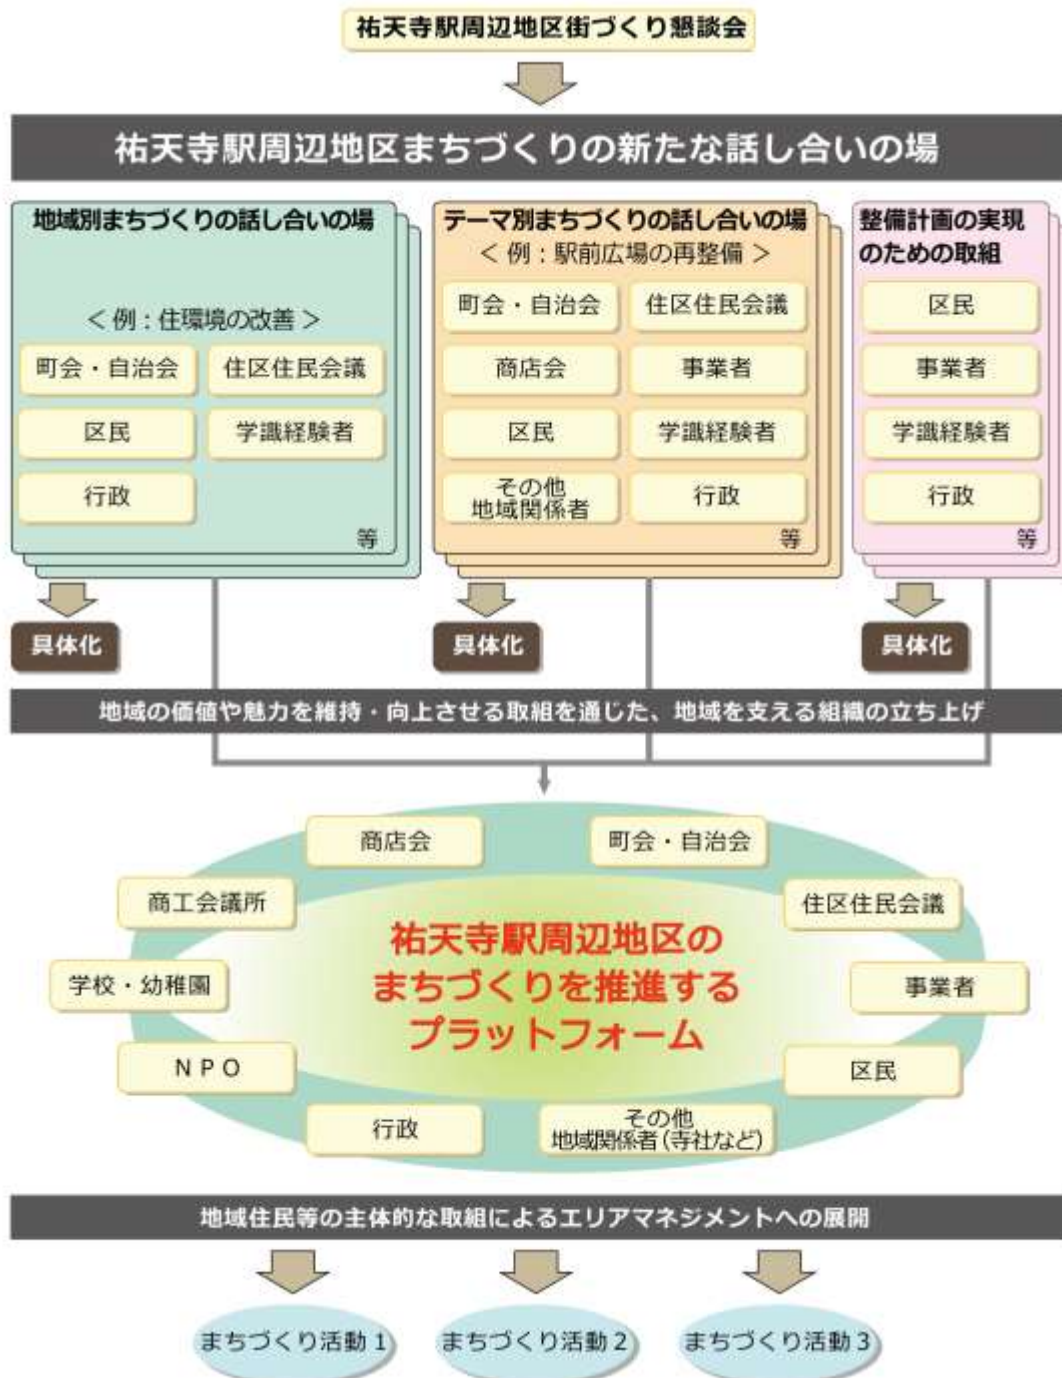 祐天寺駅周辺地区街づくり懇談会
祐天寺駅周辺地区まちづくりの新たな話し合いの場
地域別まちづくりの話し合いの場
＜例：住環境の改善＞
町会・自治会
住区住民会議
区民
学識経験者
行政
等
テーマ別まちづくりの話し合いの場
＜例：駅前広場の再整備＞
町会・自治会
住区住民会議
商店会
事業者
区民
学識経験者
その他
地域関係者
行政
等
整備計画の実現
のための取組
区民
事業者
学識経験者
行政
等
具体化
具体化
具体化
地域の価値や魅力を維持・向上させる取組を通じた、地域を支える組織の立ち上げ
商店会
町会・自治会
商工会議所
住区住民会議
学校・幼稚園
事業者
ＮＰＯ
区民
行政
その他
地域関係者（寺社など）
祐天寺駅周辺地区の
まちづくりを推進する
プラットフォーム
地域住民等の主体的な取組によるエリアマネジメントへの展開
まちづくり活動１
まちづくり活動２
まちづくり活動３